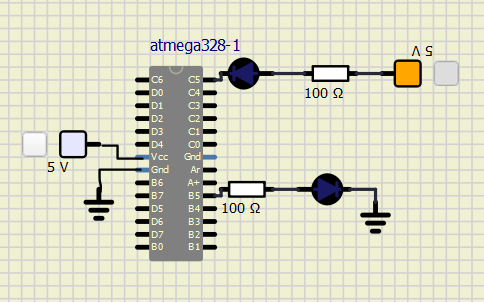 atmega328-1
5 V
C6 C5
D0 C4
D1 C3
D2 C2
D3 C1
D4 C0
Vcc Gnd
Gnd Ar
B6 A+
B7 B5
D5 B4
D6 B3
D7 B2
B0 B1
100 Ω
5 V
100 Ω